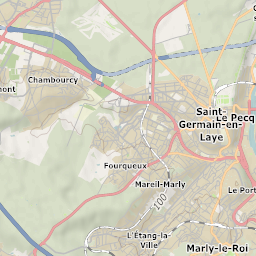 Chambourcy
mont
Saint-
Germain-en-
Laye
Le Pecq
Fourqueux
Mareil-Marly
100
Le Port
L'Étang-la-
Ville
Marly-le-Roi